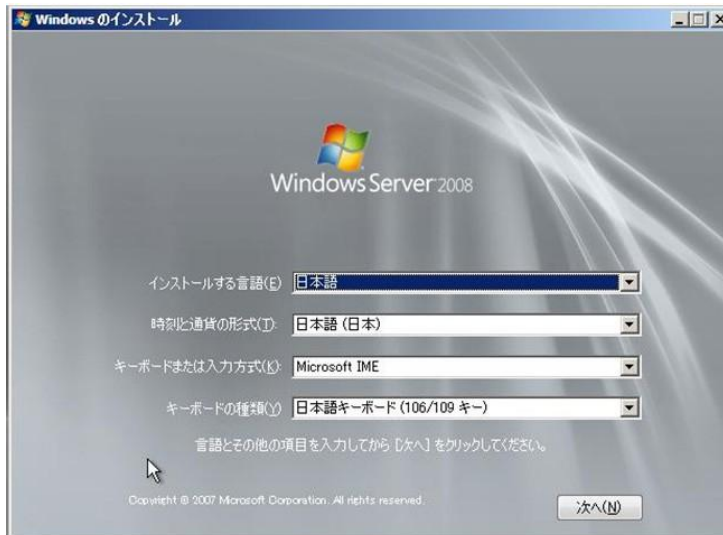 Windows のインストール
Windows Server 2008
インストールする言語(E) 日本語
時刻と通貨の形式(T): 日本語 (日本)
キーボードまたは入力方式(K): Microsoft IME
キーボードの種類(Y) 日本語キーボード (106/109 キー)
言語とその他の項目を入力してから [次へ] をクリックしてください。
Copyright © 2007 Microsoft Corporation. All rights reserved.
次へ(N)